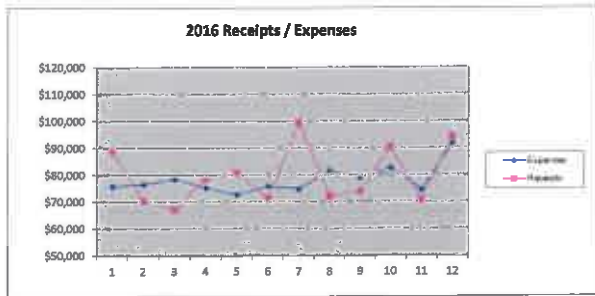 2016 Receipts / Expenses
$120,000
$110,000
$100,000
$90,000
$80,000
$70,000
$60,000
$50,000
1 2 3 4 5 6 7 8 9 10 11 12
Expenses
Receipts